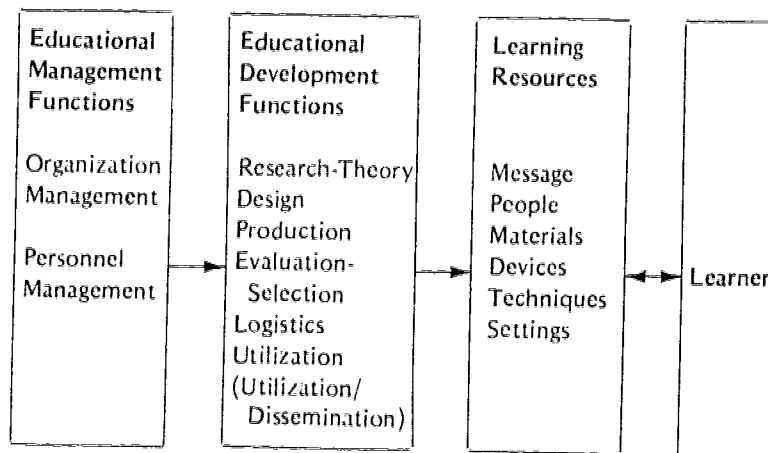 Educational
Management
Functions
Organization
Management
Personnel
Management
Educational
Development
Functions
Research-Theory
Design
Production
Evaluation-
Selection
Logistics
Utilization
(Utilization/
Dissemination)
Learning
Resources
Message
People
Materials
Devices
Techniques
Settings
Learner